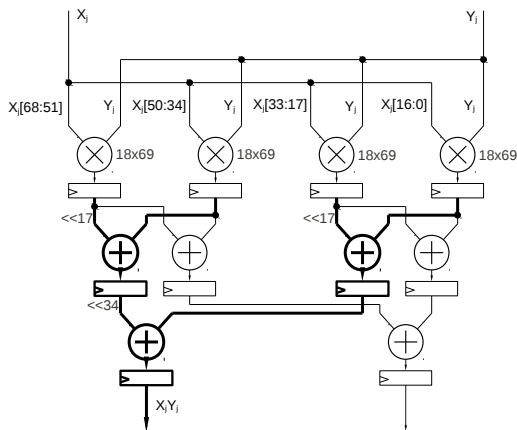 Xⱼ Yⱼ
Xⱼ[68:51] Yⱼ Xⱼ[50:34] Yⱼ Xⱼ[33:17] Yⱼ Xⱼ[16:0] Yⱼ
18x69 18x69 18x69 18x69
<<17 <<17
<<34
XⱼYⱼ